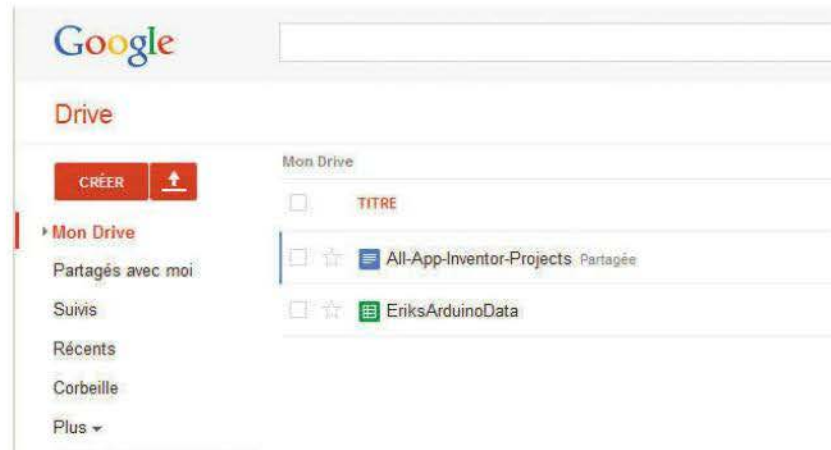 Google
Drive
CRÉER
Mon Drive
Partagés avec moi
Suivis
Récents
Corbeille
Plus
Mon Drive
TITRE
All-App-Inventor-Projects Partagée
EriksArduinoData